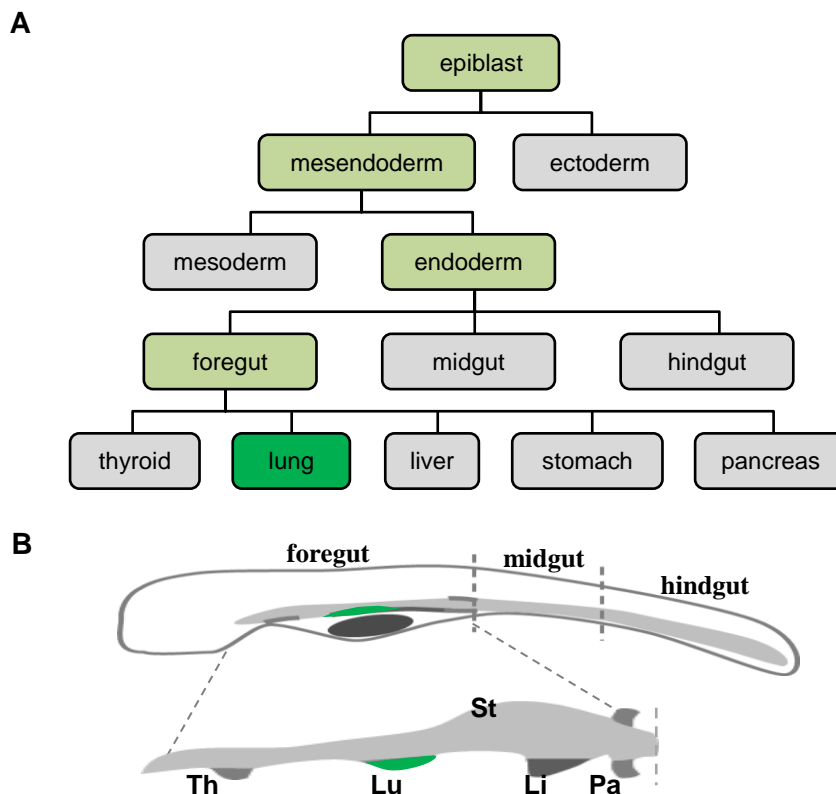 A
epiblast
mesendoderm ectoderm
mesoderm endoderm
foregut midgut hindgut
thyroid lung liver stomach pancreas
B
foregut midgut hindgut
St
Th Lu Li Pa